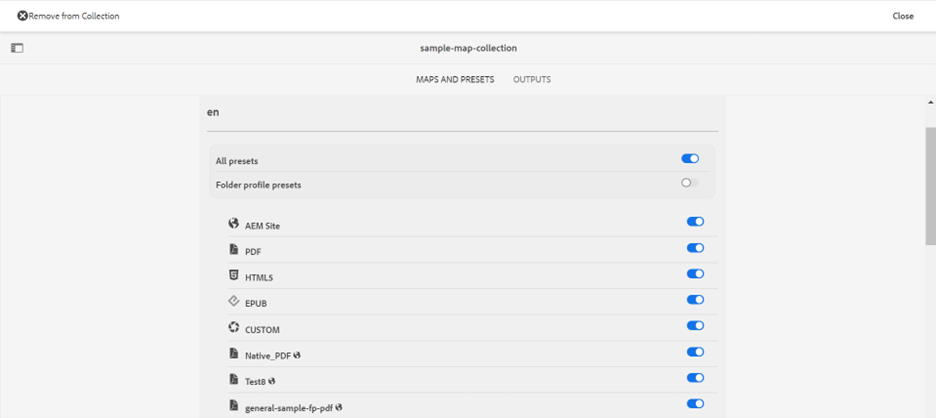 Remove from Collection
Close
sample-map-collection
MAPS AND PRESETS
OUTPUTS
en
All presets
Folder profile presets
AEM Site
PDF
HTML5
EPUB
CUSTOM
Native_PDF
Test8
general-sample-fp-pdf